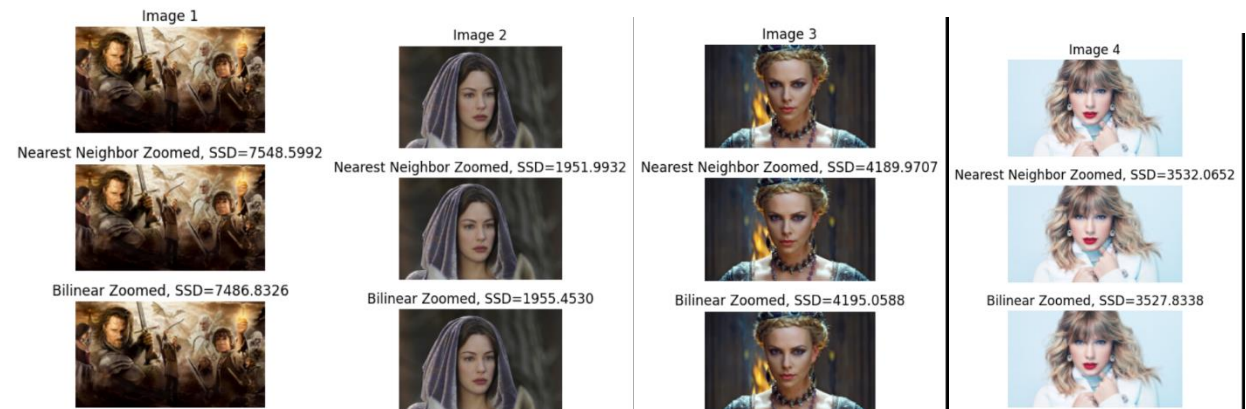 Image 1
Nearest Neighbor Zoomed, SSD=7548.5992
Bilinear Zoomed, SSD=7486.8326
Image 2
Nearest Neighbor Zoomed, SSD=1951.9932
Bilinear Zoomed, SSD=1955.4530
Image 3
Nearest Neighbor Zoomed, SSD=4189.9707
Bilinear Zoomed, SSD=4195.0588
Image 4
Nearest Neighbor Zoomed, SSD=3532.0652
Bilinear Zoomed, SSD=3527.8338